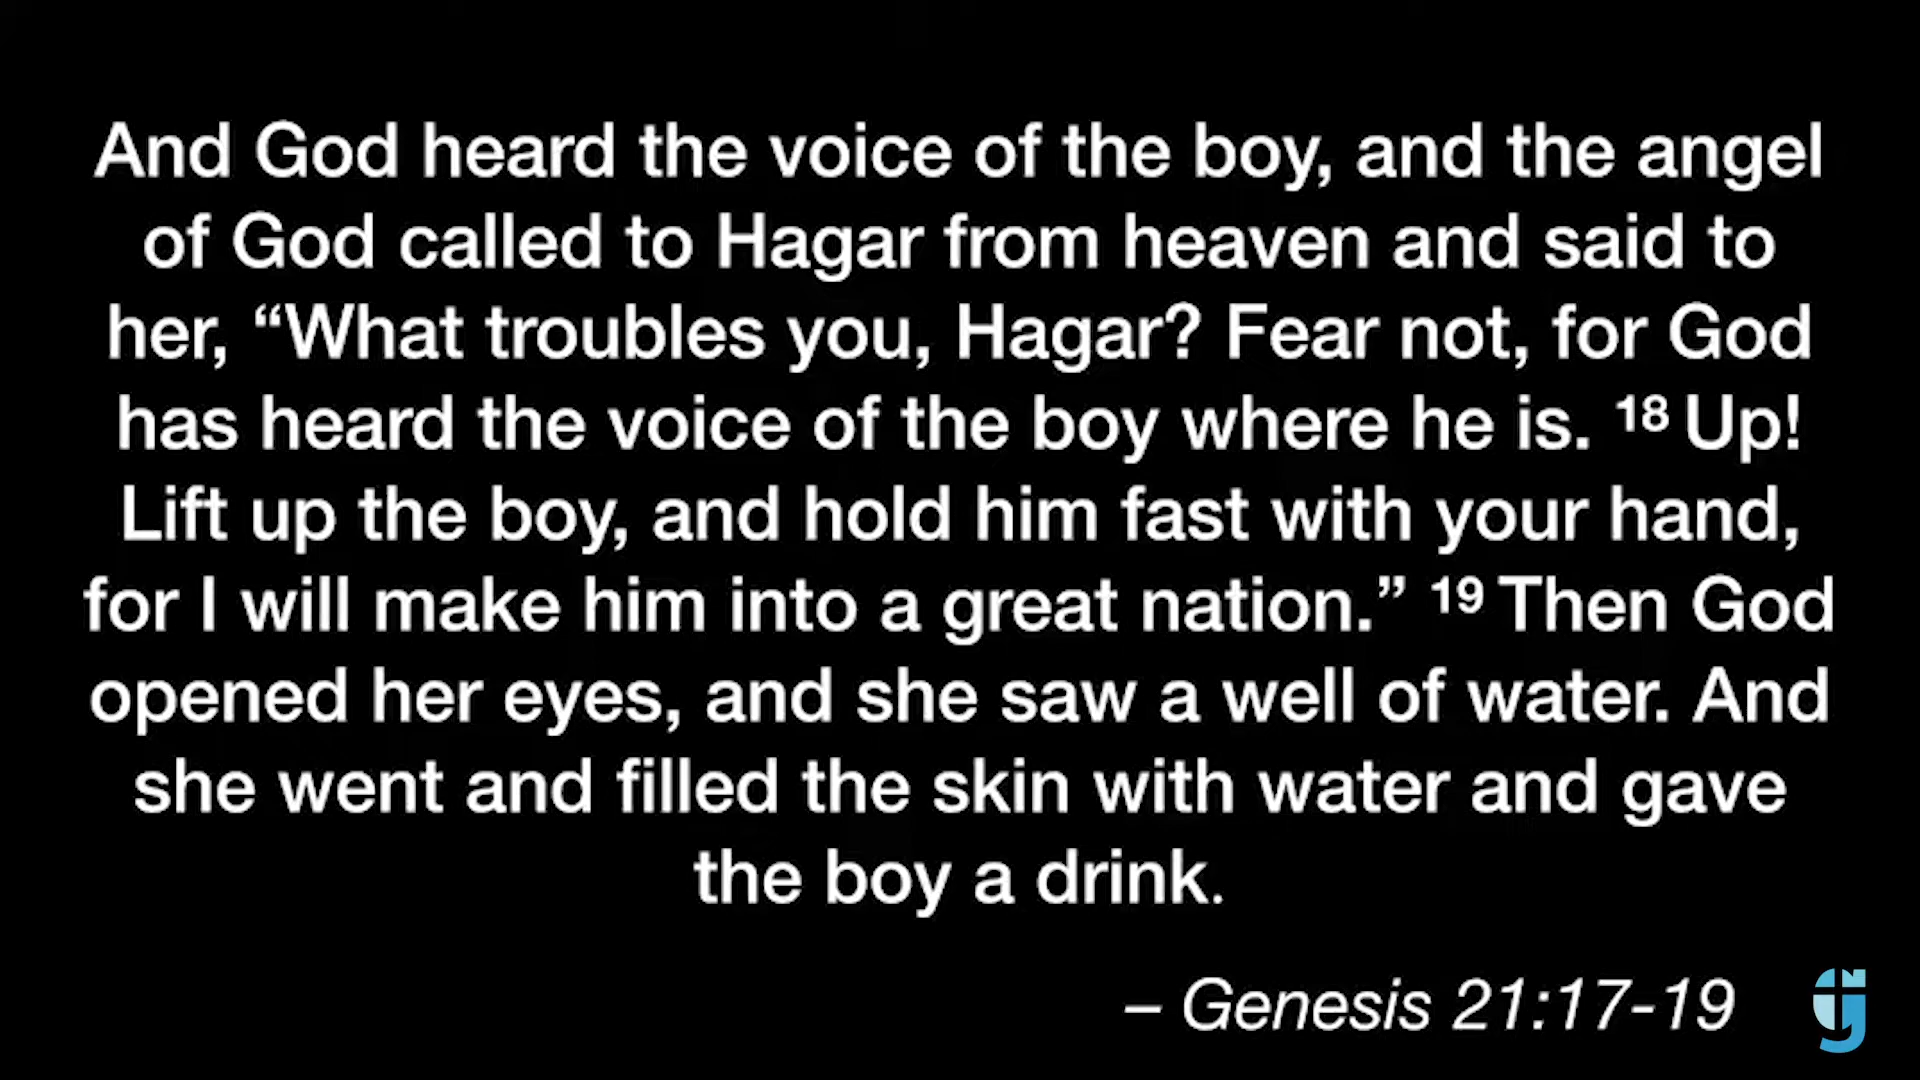 And God heard the voice of the boy, and the angel
of God called to Hagar from heaven and said to
her, “What troubles you, Hagar? Fear not, for God
has heard the voice of the boy where he is. 18 Up!
Lift up the boy, and hold him fast with your hand,
for I will make him into a great nation.” 19 Then God
opened her eyes, and she saw a well of water. And
she went and filled the skin with water and gave
the boy a drink.
– Genesis 21:17-19